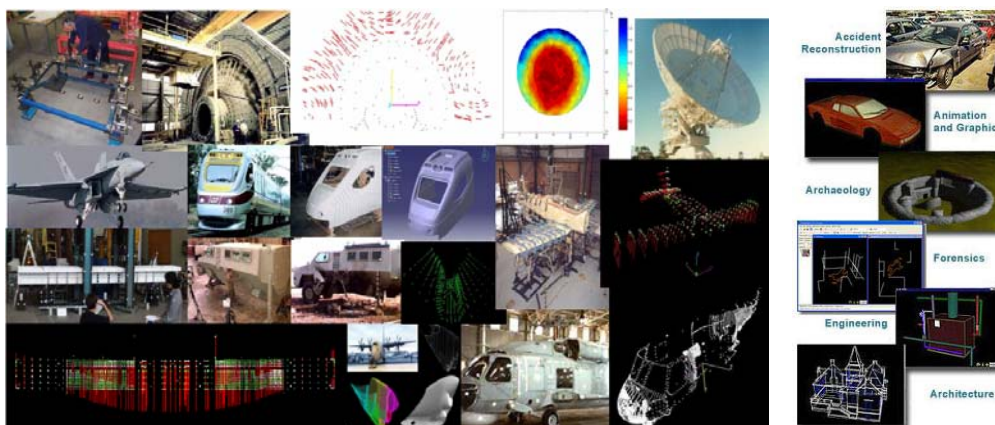 Accident
Reconstruction
Animation
and Graphic
Archaeology
Forensics
Engineering
Architecture